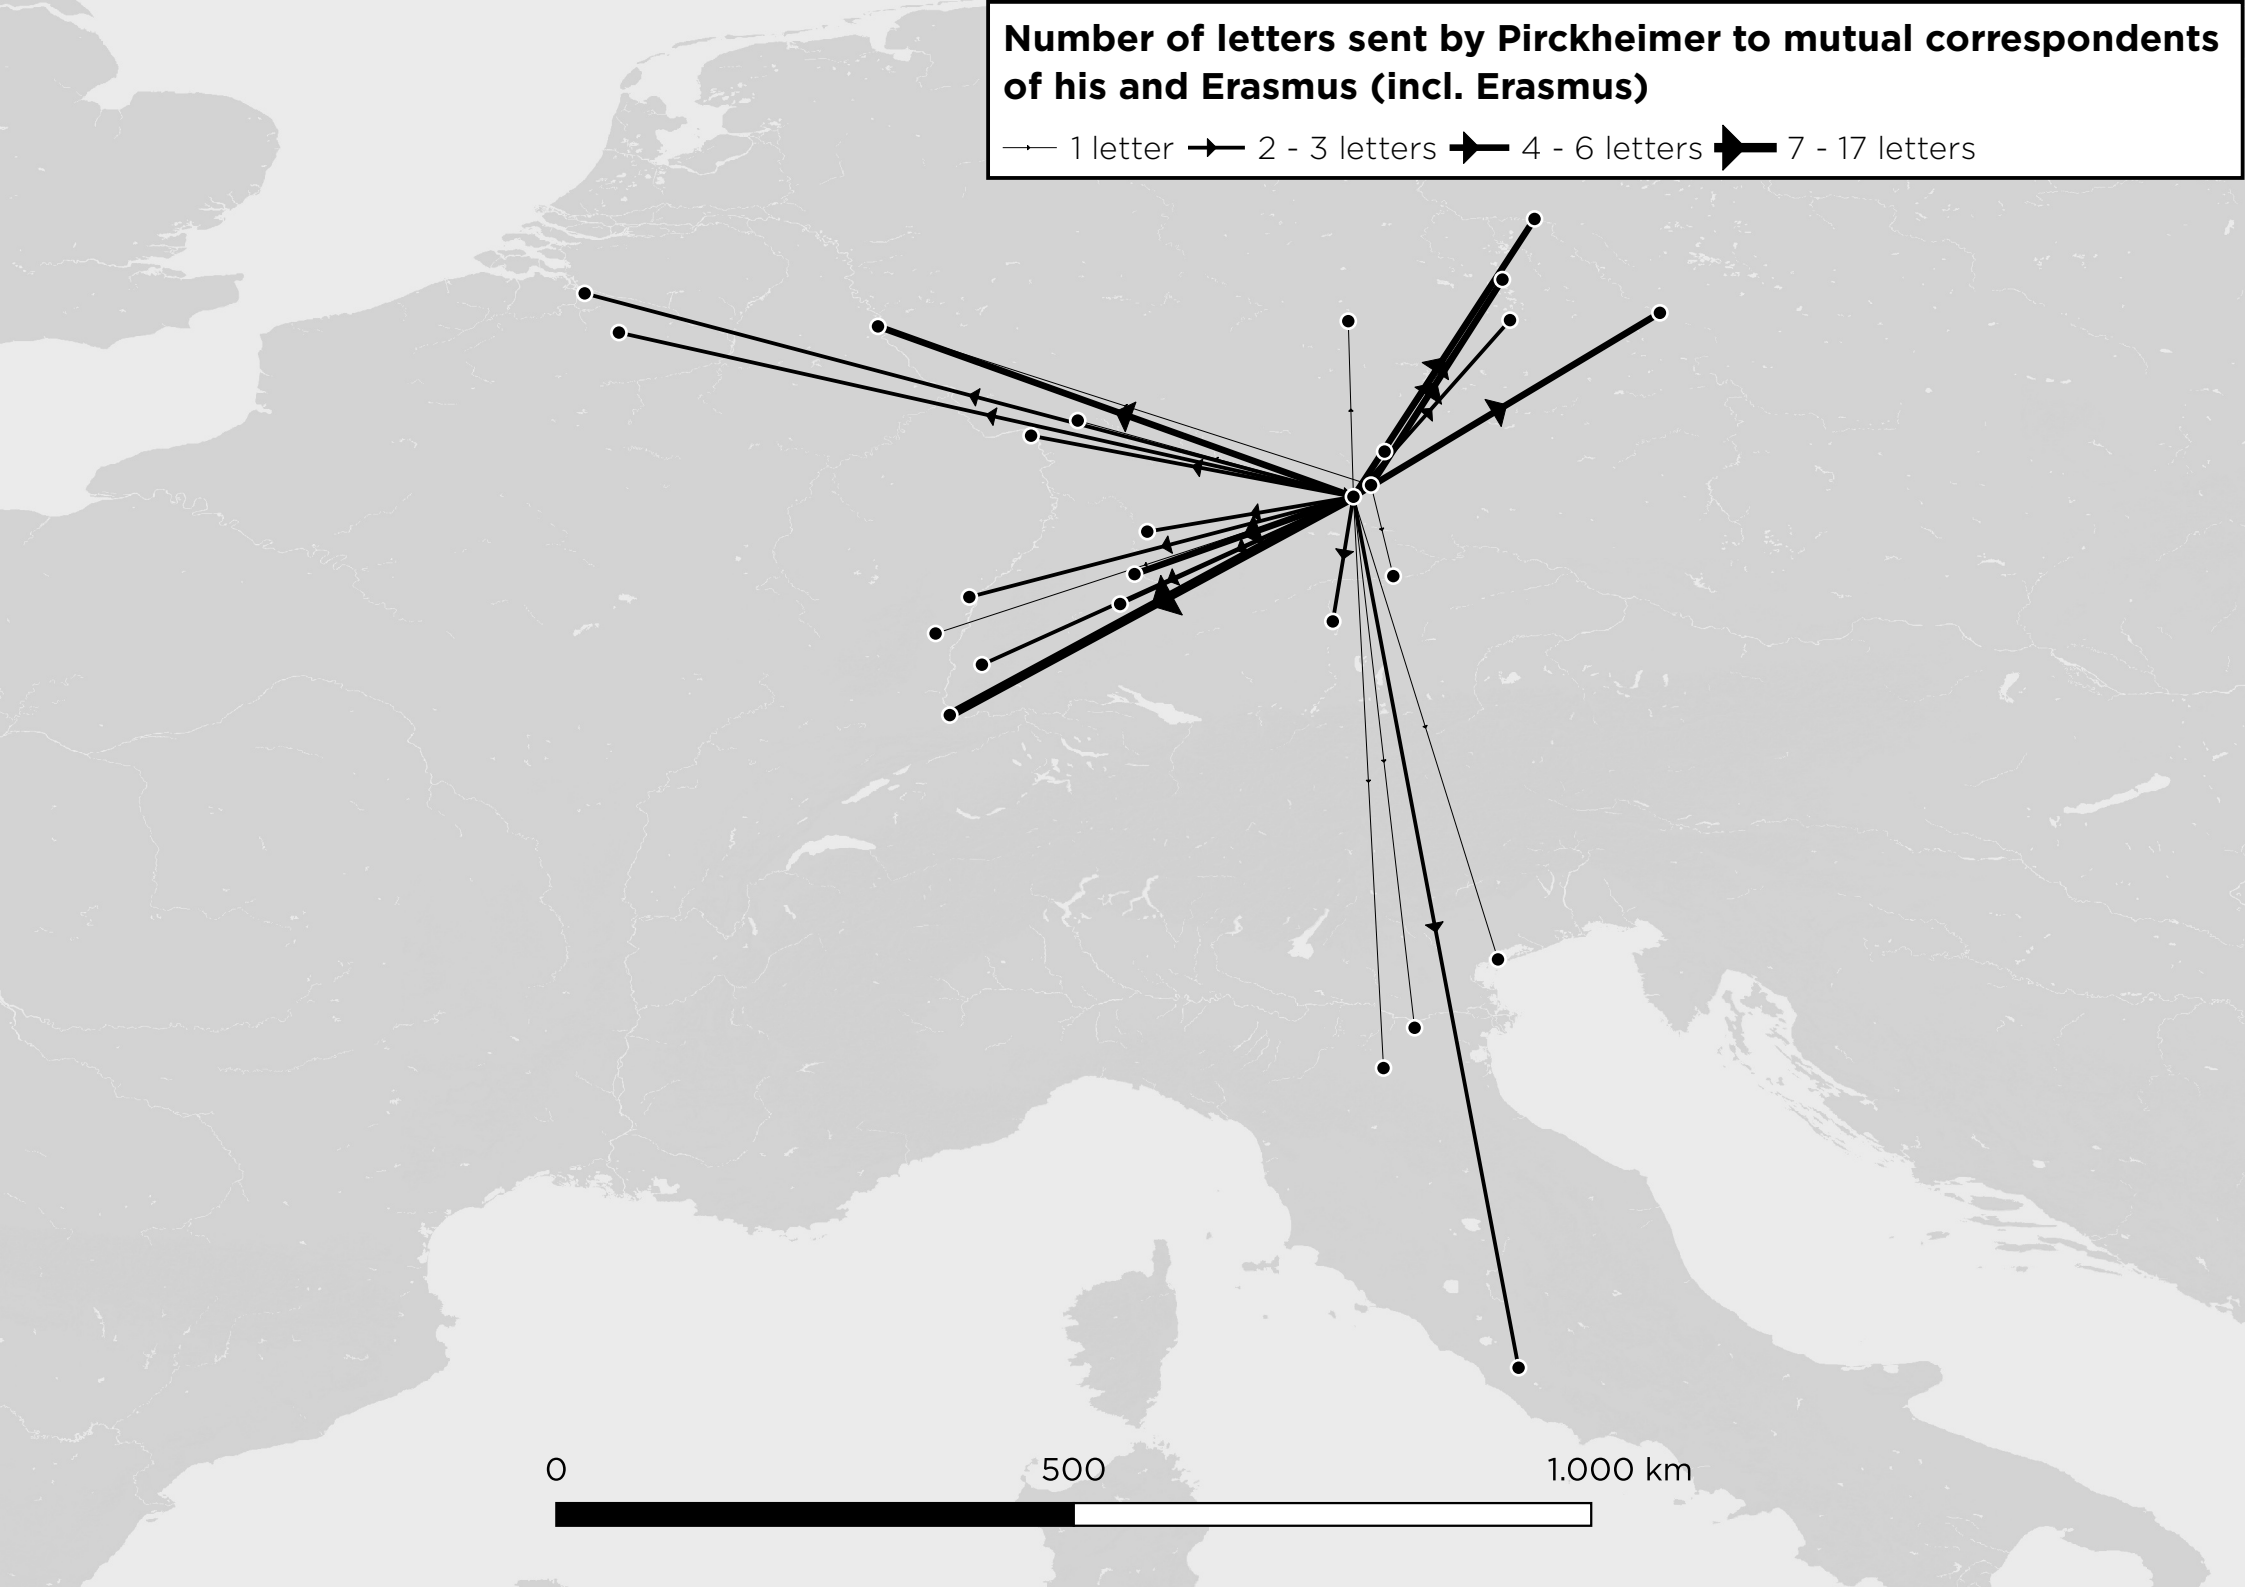 Number of letters sent by Pirckheimer to mutual correspondents
of his and Erasmus (incl. Erasmus)
1 letter 2 - 3 letters 4 - 6 letters 7 - 17 letters
0 500 1.000 km